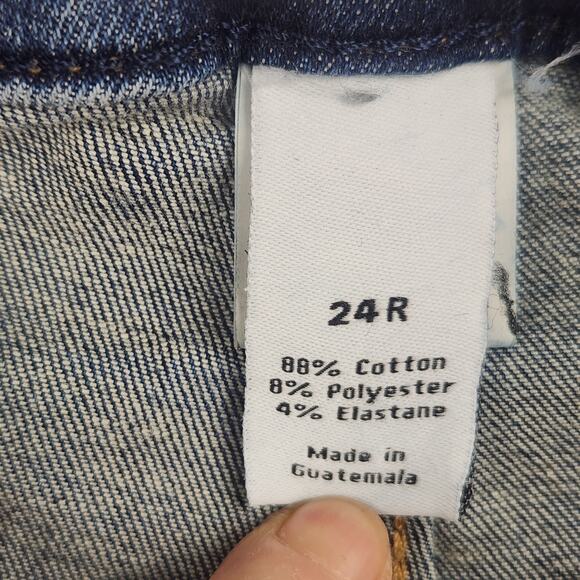 24R
88% Cotton
8% Polyester
4% Elastane
Made in
Guatemala